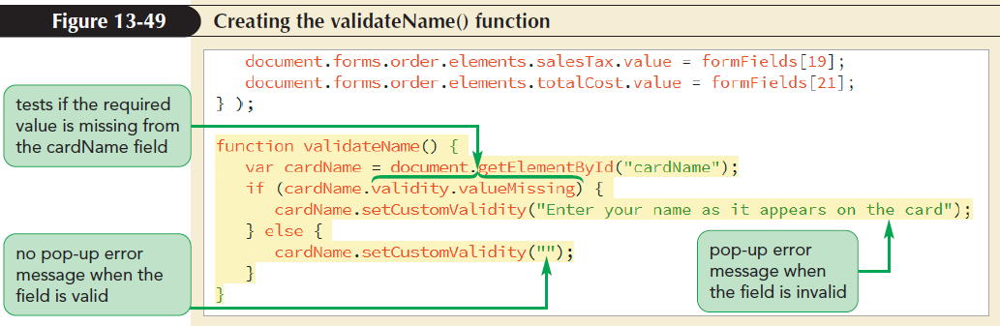 Figure 13-49 Creating the validateName() function
document.forms.order.elements.salesTax.value = formFields[19];
document.forms.order.elements.totalCost.value = formFields[21];
} );
tests if the required
value is missing from
the cardName field
function validateName() {
var cardName = document.getElementById("cardName");
if (cardName.validity.valueMissing) {
cardName.setCustomValidity("Enter your name as it appears on the card");
} else {
cardName.setCustomValidity("");
}
}
no pop-up error
message when the
field is valid
pop-up error
message when
the field is invalid